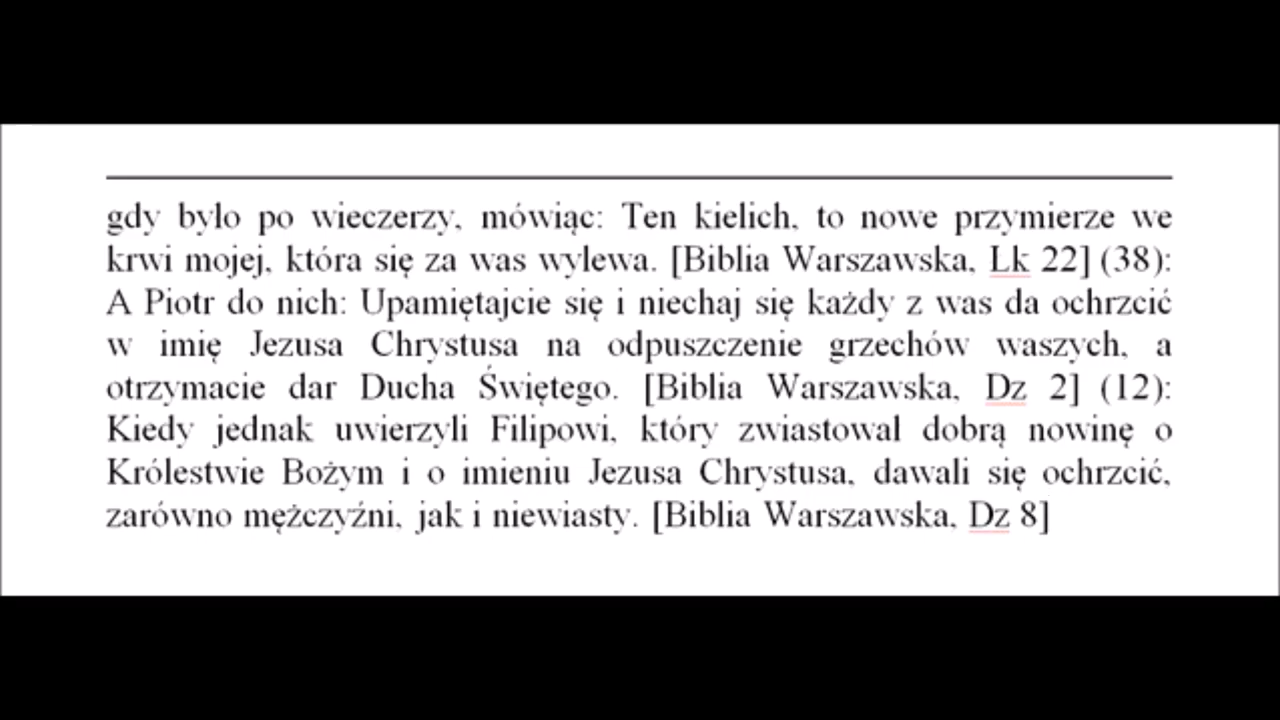 gdy było po wieczerzy, mówiąc: Ten kielich, to nowe przymierze we
krwi mojej, która się za was wylewa. [Biblia Warszawska, Lk 22] (38):
A Piotr do nich: Upamiętajcie się i niechaj się każdy z was da ochrzcić
w imię Jezusa Chrystusa na odpuszczenie grzechów waszych, a
otrzymacie dar Ducha Świętego. [Biblia Warszawska, Dz 2] (12):
Kiedy jednak uwierzyli Filipowi, który zwiastował dobrą nowinę o
Królestwie Bożym i o imieniu Jezusa Chrystusa, dawali się ochrzcić,
zarówno mężczyźni, jak i niewiasty. [Biblia Warszawska, Dz 8]